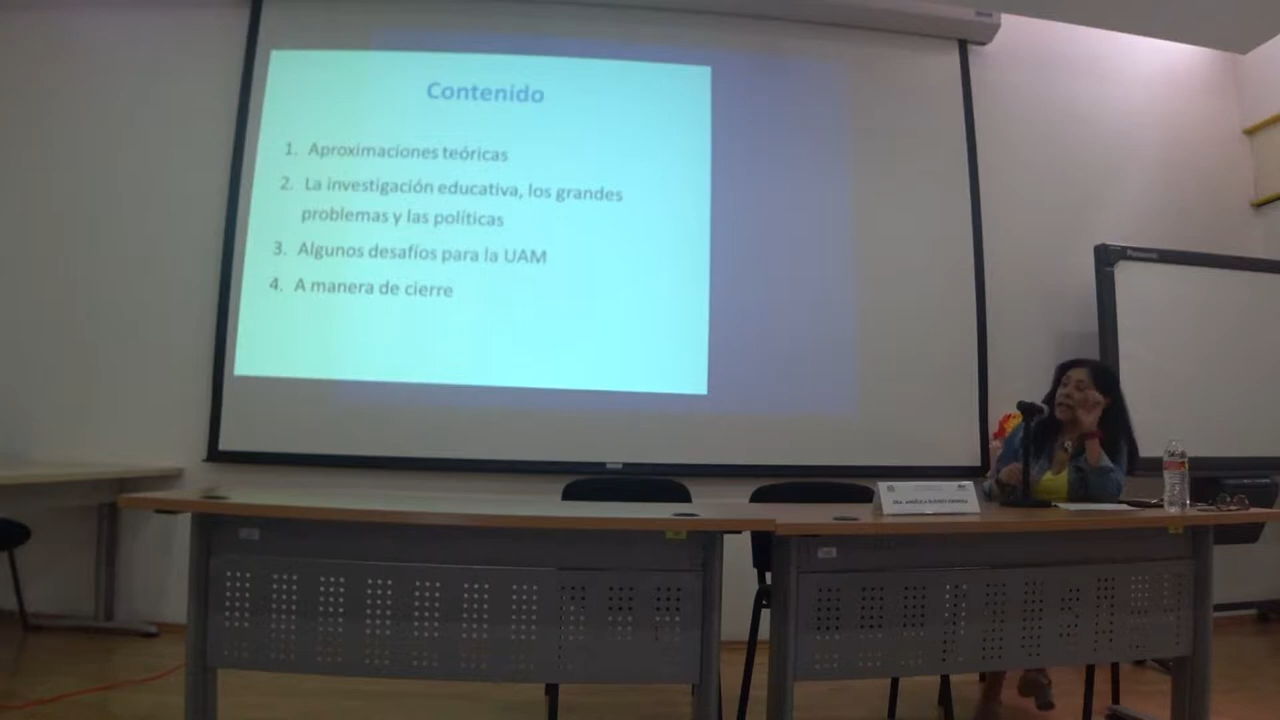 Contenido
1. Aproximaciones teóricas
2. La investigación educativa, los grandes
problemas y las políticas
3. Algunos desafíos para la UAM
4. A manera de cierre
Panasonic